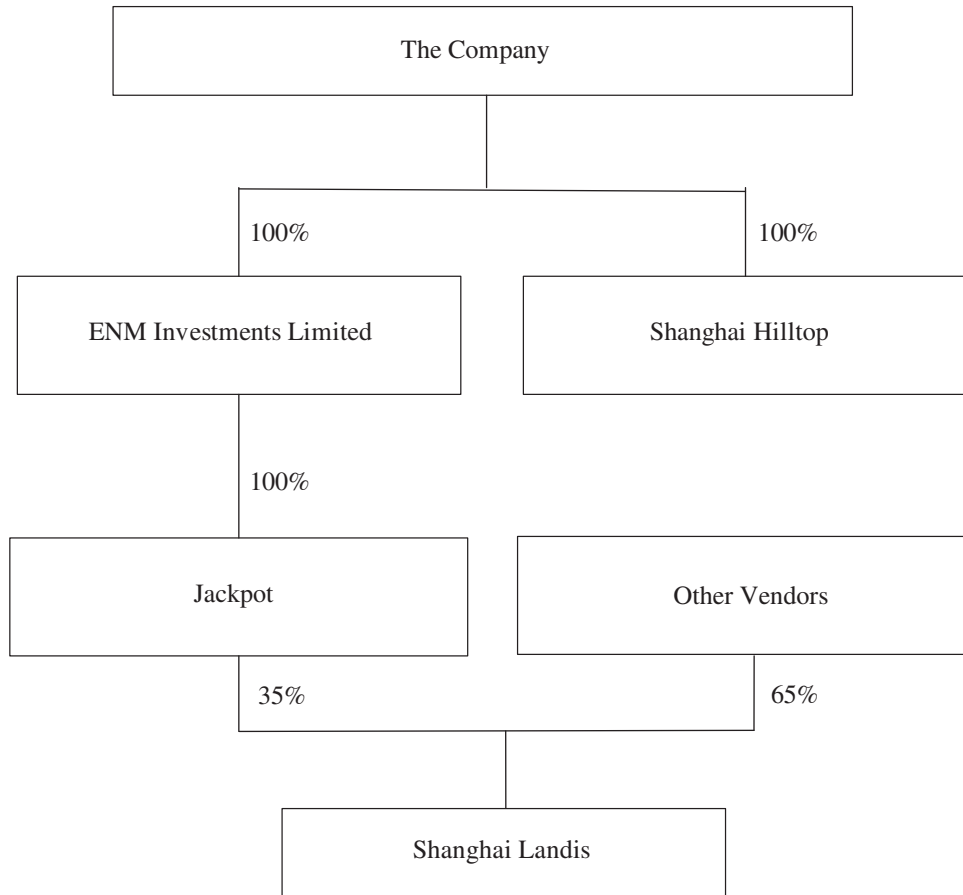 The Company
100%
100%
ENM Investments Limited
Shanghai Hilltop
100%
Jackpot
Other Vendors
35%
65%
Shanghai Landis